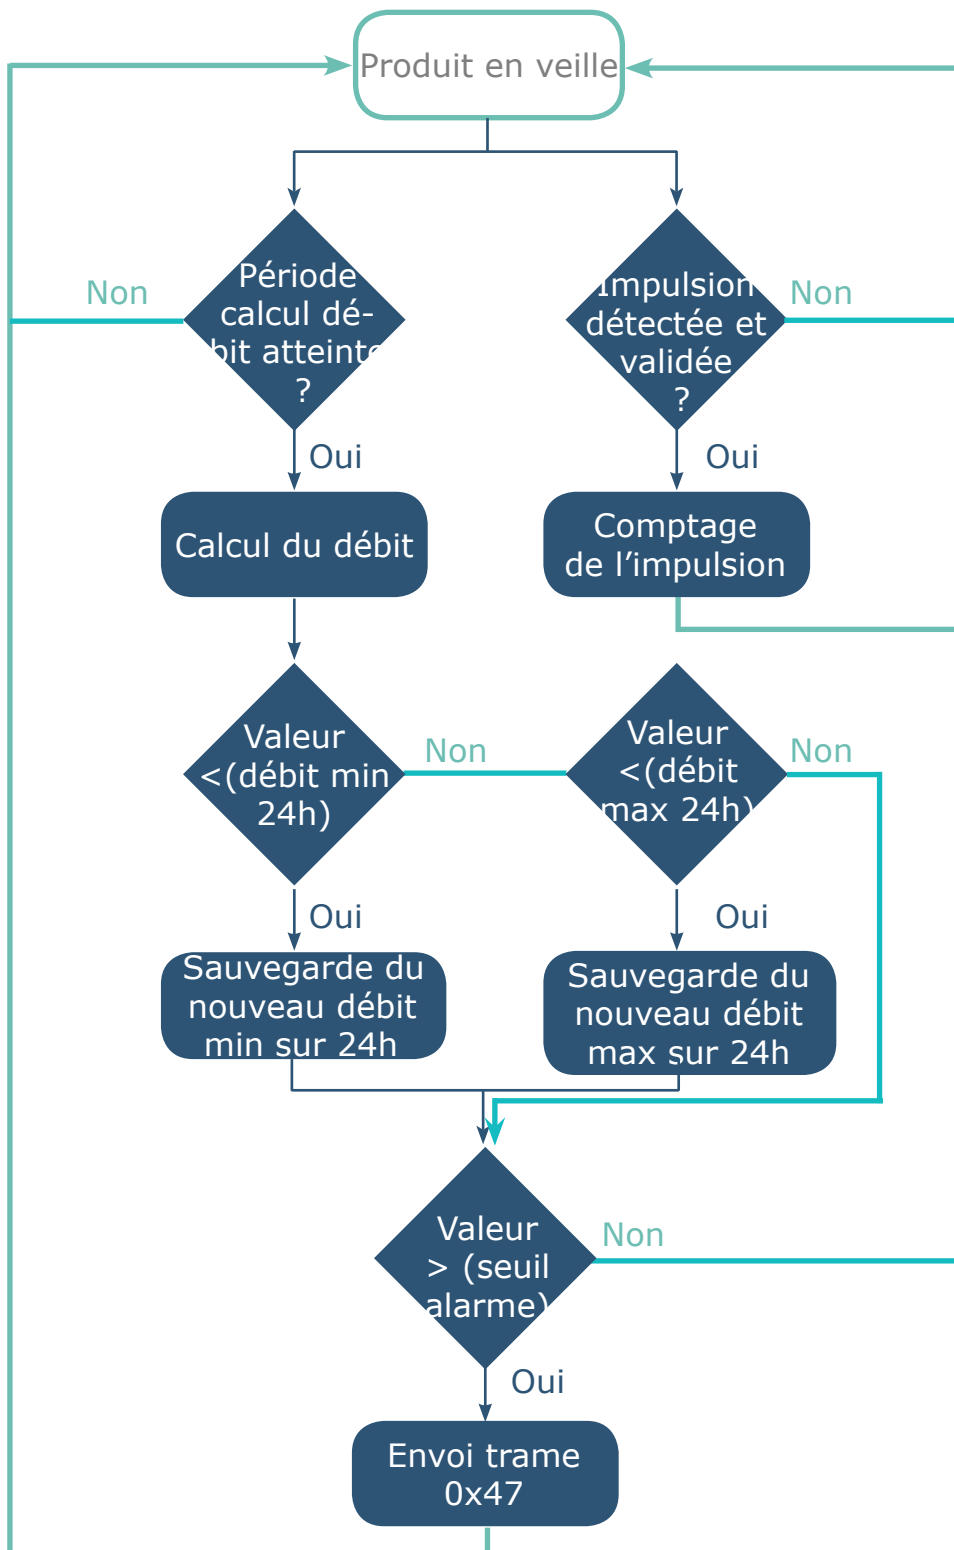 Produit en veille
Période
calcul dé-
bit atteinte
?
Non
Impulsion
détectée et
validée
?
Non
Oui
Oui
Calcul du débit
Comptage
de l’impulsion
Valeur
<(débit min
24h)
Non
Valeur
<(débit
max 24h)
Non
Oui
Oui
Sauvegarde du
nouveau débit
min sur 24h
Sauvegarde du
nouveau débit
max sur 24h
Valeur
> (seuil
alarme)
Non
Oui
Envoi trame
0x47